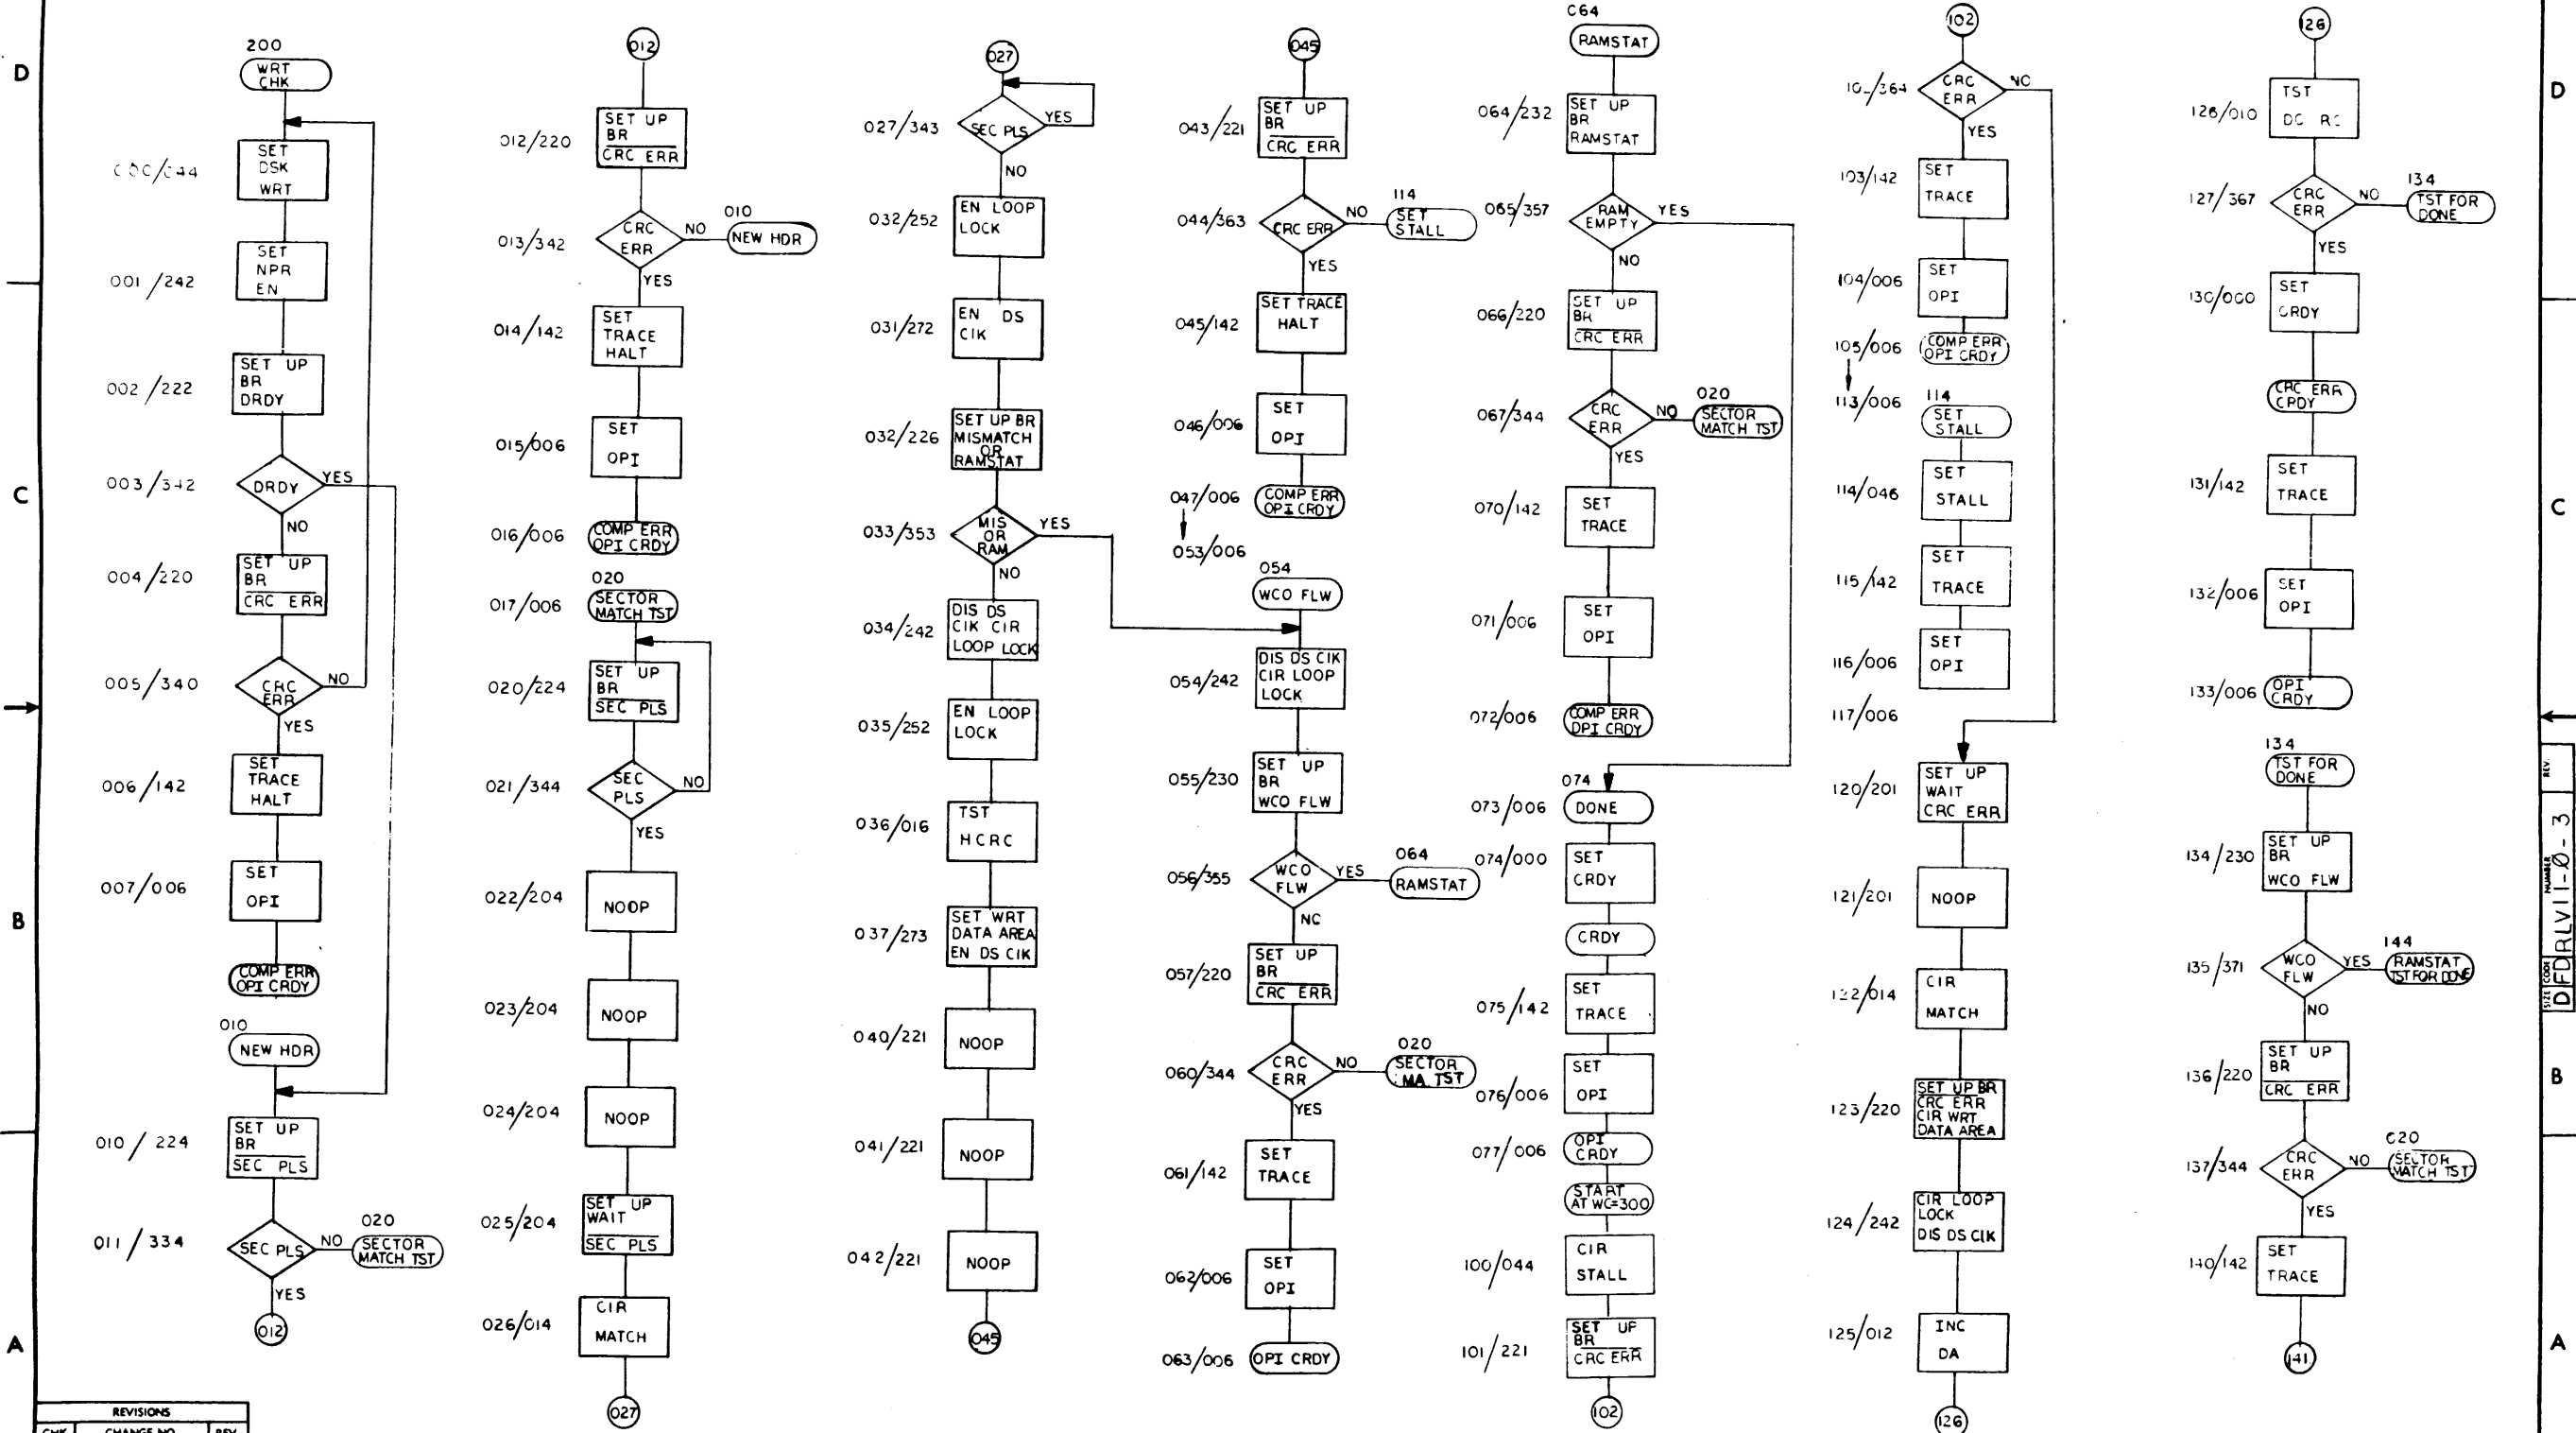 D
C
B
A
200
WRT
CHK
SET
DSK
WRT
001/242
SET
NPR
EN
002/222
SET UP
BR
DRDY
003/342
DRDY
YES
NO
004/220
SET UP
BR
CRC ERR
005/340
CRC
ERR
NO
YES
006/142
SET
TRACE
HALT
007/006
SET
OPI
COMP ERR
OPI CRDY
010
NEW HDR
010/224
SET UP
BR
SEC PLS
011/334
SEC PLS
NO
020
SECTOR
MATCH TST
YES
012
REVISIONS
CHK
CHANGE NO
REV
012
012/220
SET UP
BR
CRC ERR
013/342
CRC
ERR
NO
010
NEW HDR
YES
014/142
SET
TRACE
HALT
015/006
SET
OPI
016/006
COMP ERR
OPI CRDY
020
017/006
SECTOR
MATCH TST
020/224
SET UP
BR
SEC PLS
021/344
SEC
PLS
NO
YES
022/204
NOOP
023/204
NOOP
024/204
NOOP
025/204
SET UP
WAIT
SEC PLS
026/014
CIR
MATCH
027
027
027/343
SEC PLS
YES
NO
032/252
EN LOOP
LOCK
031/272
EN DS
CIK
032/226
SET UP BR
MISMATCH
OR
RAMSTAT
033/353
MIS
OR
RAM
YES
NO
034/242
DIS DS
CIK CIR
LOOP LOCK
035/252
EN LOOP
LOCK
036/016
TST
HCRC
037/273
SET WRT
DATA AREA
EN DS CIK
040/221
NOOP
041/221
NOOP
042/221
NOOP
045
045
043/221
SET UP
BR
CRC ERR
044/363
CRC ERR
NO
114
SET
STALL
YES
045/142
SET TRACE
HALT
046/006
SET
OPI
047/006
COMP ERR
OPI CRDY
053/006
054
WCO FLW
054/242
DIS DS CIK
CIR LOOP
LOCK
055/230
SET UP
BR
WCO FLW
056/355
WCO
FLW
YES
064
RAMSTAT
NC
057/220
SET UP
BR
CRC ERR
060/344
CRC
ERR
NO
020
SECTOR
MA TST
YES
061/142
SET
TRACE
062/006
SET
OPI
063/006
OPI CRDY
C64
RAMSTAT
064/232
SET UP
BR
RAMSTAT
065/357
RAM
EMPTY
YES
NO
066/220
SET UP
BR
CRC ERR
067/344
CRC
ERR
NO
020
SECTOR
MATCH TST
YES
070/142
SET
TRACE
071/006
SET
OPI
072/006
COMP ERR
OPI CRDY
074
073/006
DONE
074/000
SET
CRDY
CRDY
075/142
SET
TRACE
076/006
SET
OPI
077/006
OPI
CRDY
START
AT WC=300
100/044
CIR
STALL
101/221
SET UP
BR
CRC ERR
102
102
CRC
ERR
NO
YES
103/142
SET
TRACE
104/006
SET
OPI
105/006
COMP ERR
OPI CRDY
113/006
114
SET
STALL
114/046
SET
STALL
115/142
SET
TRACE
116/006
SET
OPI
117/006
120/201
SET UP
WAIT
CRC ERR
121/201
NOOP
122/014
CIR
MATCH
123/220
SET UP BR
CRC ERR
CIR WRT
DATA AREA
124/242
CIR LOOP
LOCK
DIS DS CIK
125/012
INC
DA
126
126
126/010
TST
127/367
CRC
ERR
NO
134
TST FOR
DONE
YES
130/000
SET
CRDY
CRC ERR
CRDY
131/142
SET
TRACE
132/006
SET
OPI
133/006
OPI
CRDY
134
TST FOR
DONE
134/230
SET UP
BR
WCO FLW
135/371
WCO
FLW
YES
144
RAMSTAT
TST FOR DONE
NO
136/220
SET UP
BR
CRC ERR
137/344
CRC
ERR
NO
C20
SECTOR
MATCH TST
YES
140/142
SET
TRACE
141
D
C
B
A
REV.
NUMBER
SIZE CODE
D FD RLV11-0-3